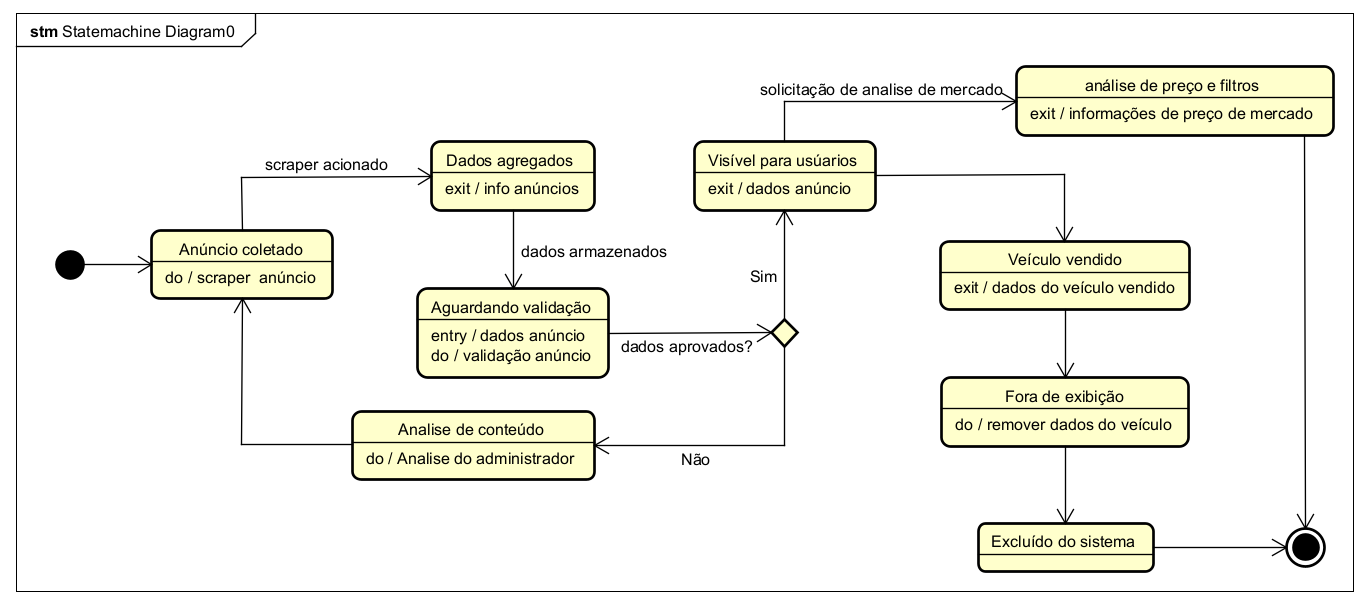 stm Statemachine Diagram0
solicitação de analise de mercado
análise de preço e filtros
exit / informações de preço de mercado
scraper acionado
Dados agregados
exit / info anúncios
Visível para usúarios
exit / dados anúncio
Anúncio coletado
do / scraper  anúncio
dados armazenados
Veículo vendido
exit / dados do veículo vendido
Sim
Aguardando validação
entry / dados anúncio
do / validação anúncio
dados aprovados?
Fora de exibição
do / remover dados do veículo
Analise de conteúdo
do / Analise do administrador
Não
Excluído do sistema